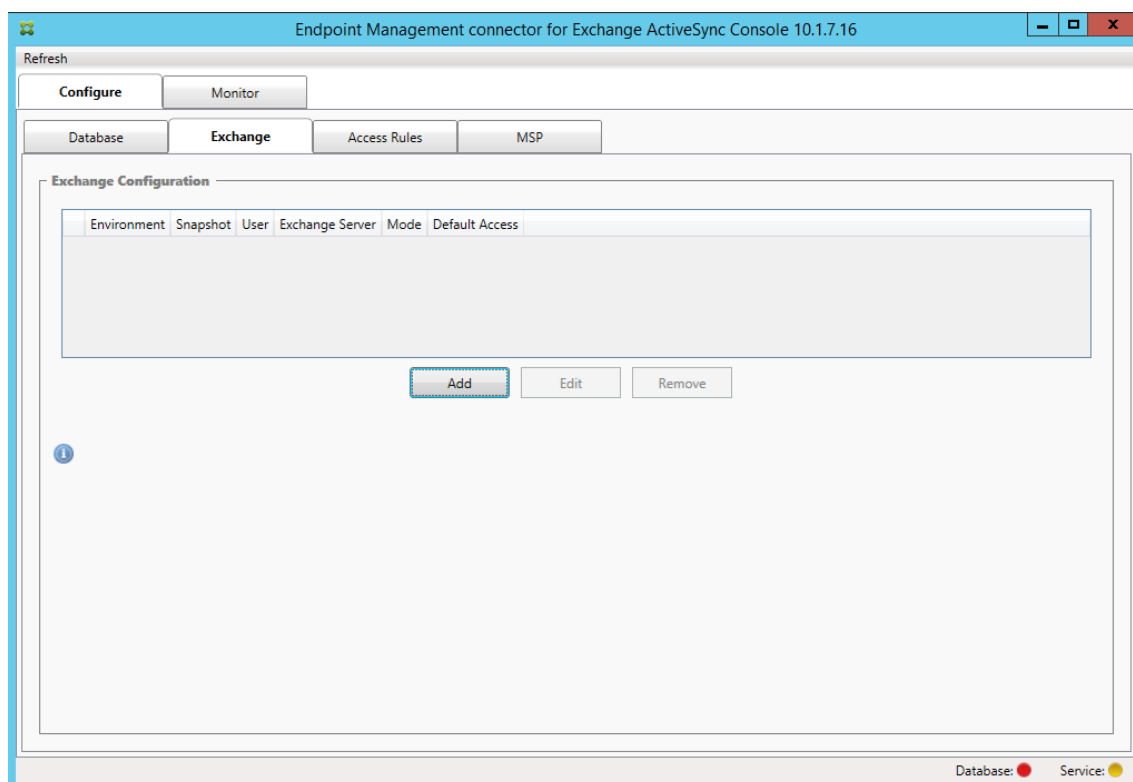 Endpoint Management connector for Exchange ActiveSync Console 10.1.7.16
Refresh
Configure Monitor
Database Exchange Access Rules MSP
Exchange Configuration
Environment Snapshot User Exchange Server Mode Default Access
Add Edit Remove
Database: Service: